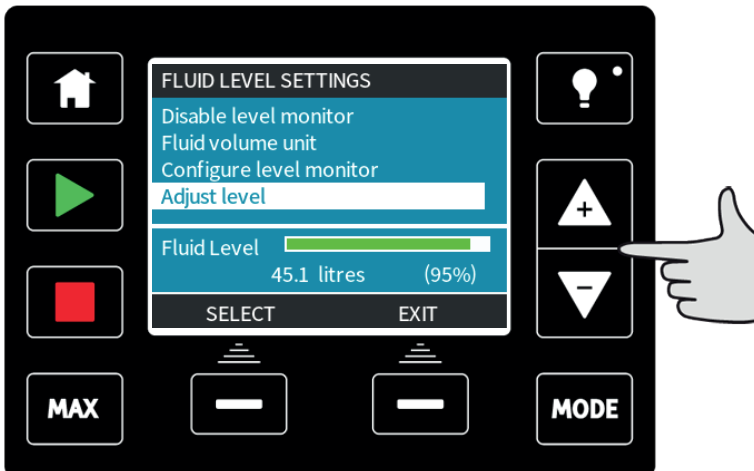 FLUID LEVEL SETTINGS
Disable level monitor
Fluid volume unit
Configure level monitor
Adjust level
+
Fluid Level
45.1 litres (95%)
−
SELECT EXIT
MAX
MODE